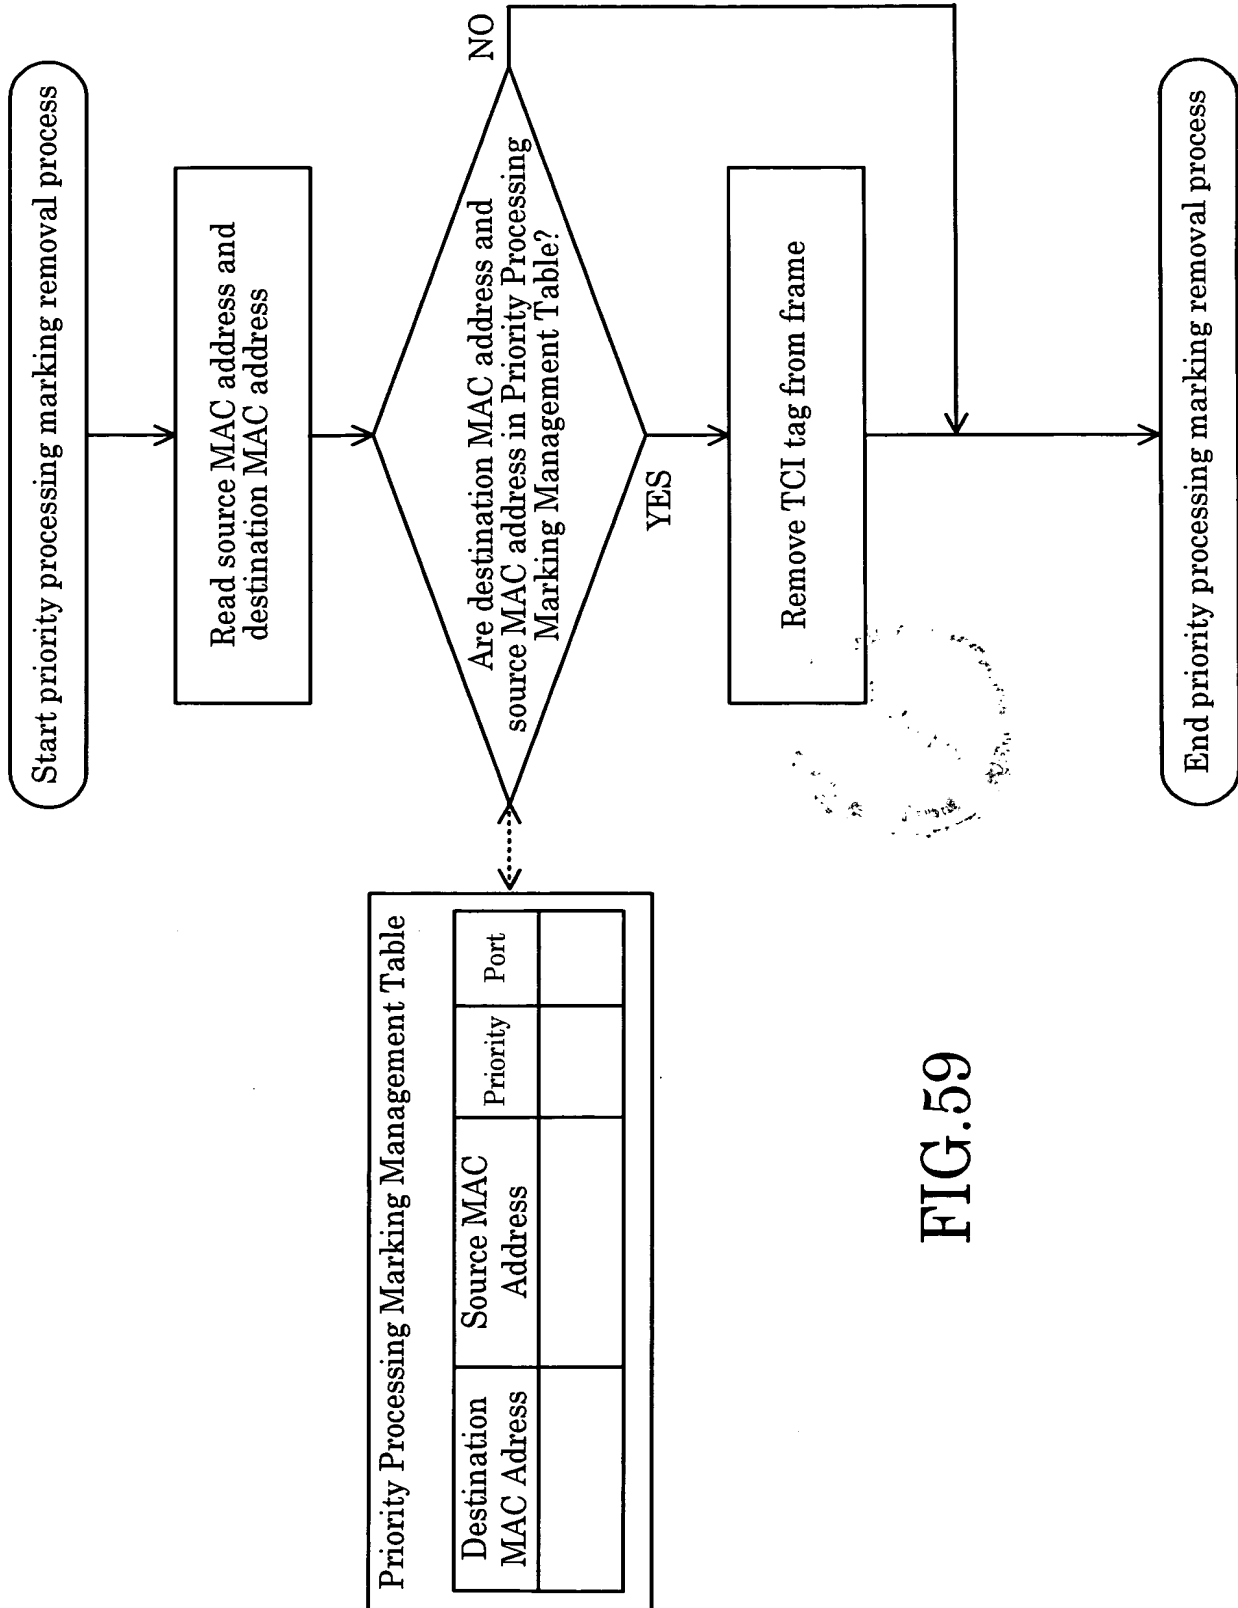 Start priority processing marking removal process
Read source MAC address and
destination MAC address
Are destination MAC address and
source MAC address in Priority Processing
Marking Management Table?
NO
YES
Priority Processing Marking Management Table
Destination
MAC Adress
Source MAC
Address
Priority
Port
Remove TCI tag from frame
End priority processing marking removal process
FIG.59